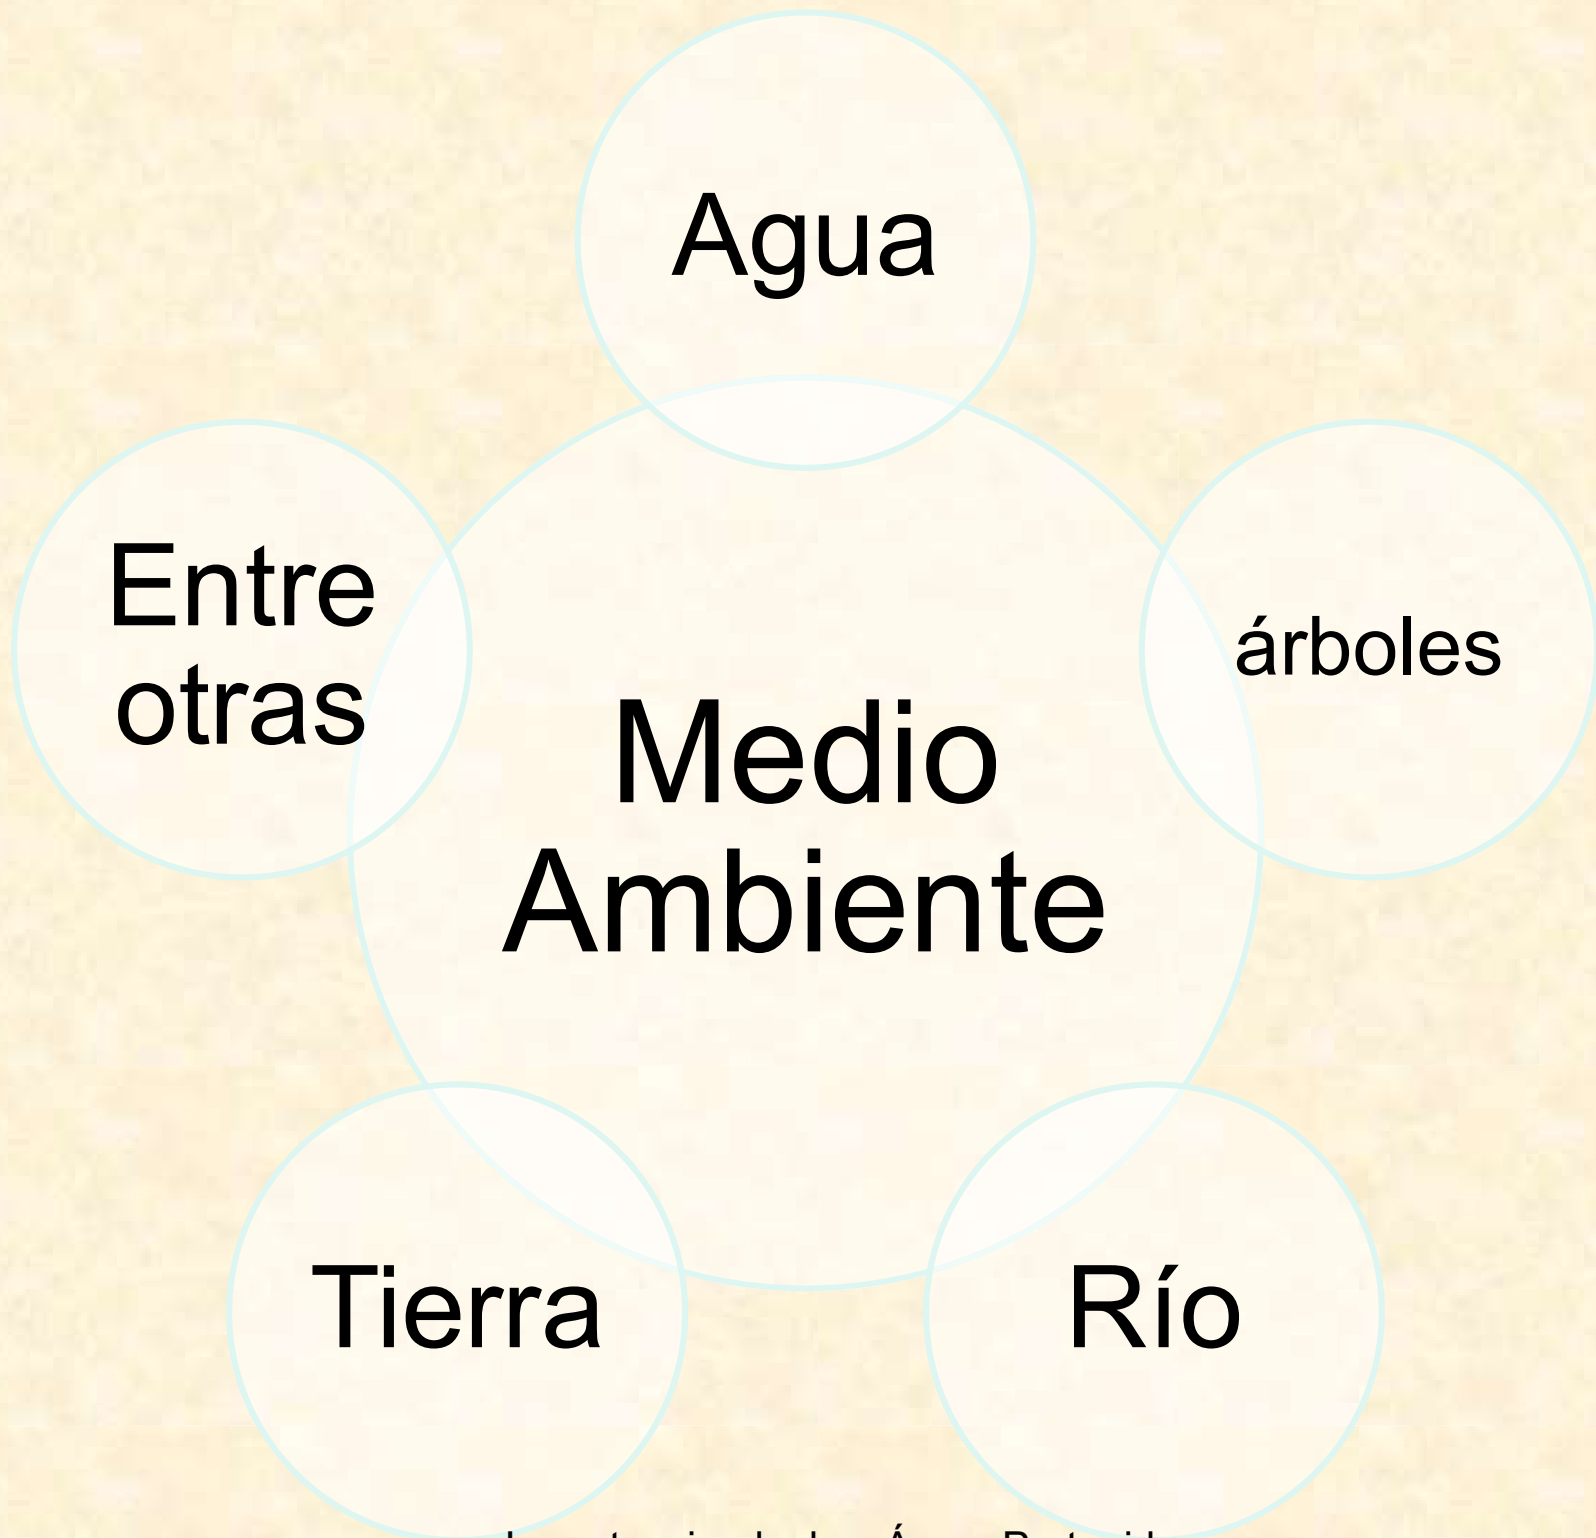 Agua
Entre
otras
árboles
Medio
Ambiente
Tierra
Río